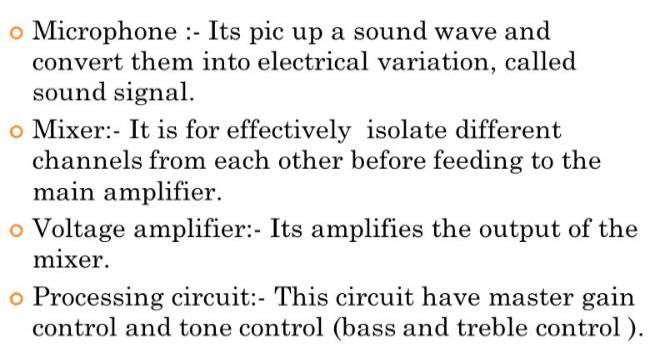 Microphone :- Its pic up a sound wave and
convert them into electrical variation, called
sound signal.
Mixer:- It is for effectively isolate different
channels from each other before feeding to the
main amplifier.
Voltage amplifier:- Its amplifies the output of the
mixer.
Processing circuit:- This circuit have master gain
control and tone control (bass and treble control ).